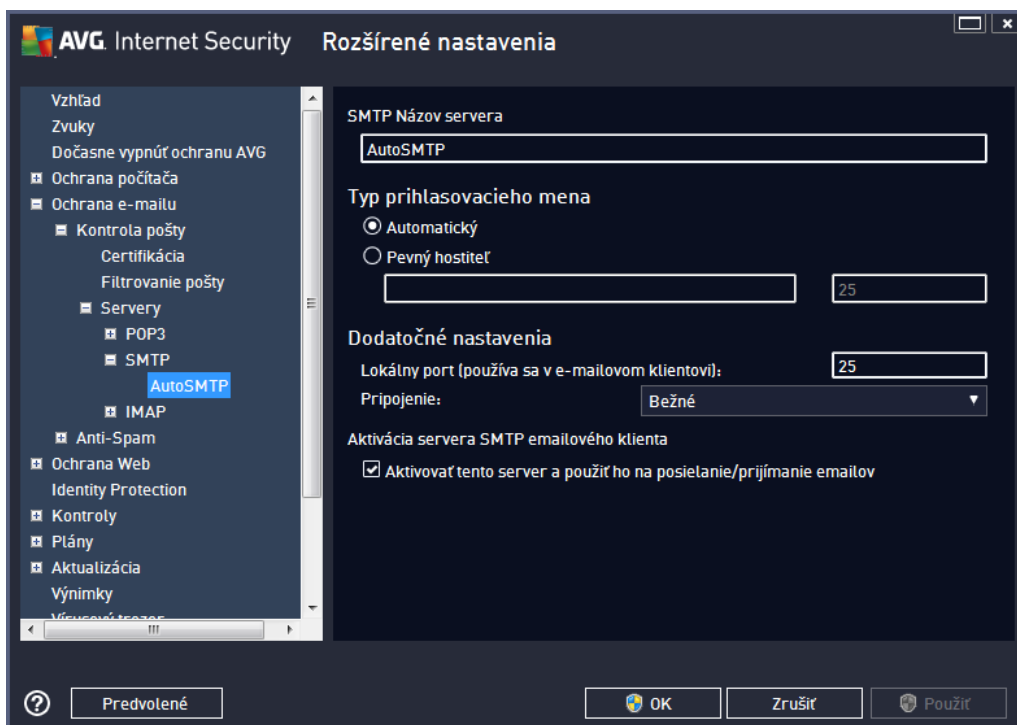 AVG. Internet Security
Rozšírené nastavenia
Vzhľad
Zvuky
Dočasne vypnúť ochranu AVG
Ochrana počítača
Ochrana e-mailu
Kontrola pošty
Certifikácia
Filtrovanie pošty
Servery
POP3
SMTP
AutoSMTP
IMAP
Anti-Spam
Ochrana Web
Identity Protection
Kontroly
Plány
Aktualizácia
Výnimky
Vírusový trezor
SMTP Názov servera
AutoSMTP
Typ prihlasovacieho mena
Automatický
Pevný hostiteľ
25
Dodatočné nastavenia
Lokálny port (používa sa v e-mailovom klientovi): 25
Pripojenie: Bežné
Aktivácia servera SMTP emailového klienta
Aktivovať tento server a použiť ho na posielanie/prijímanie emailov
Predvolené
OK
Zrušiť
Použiť